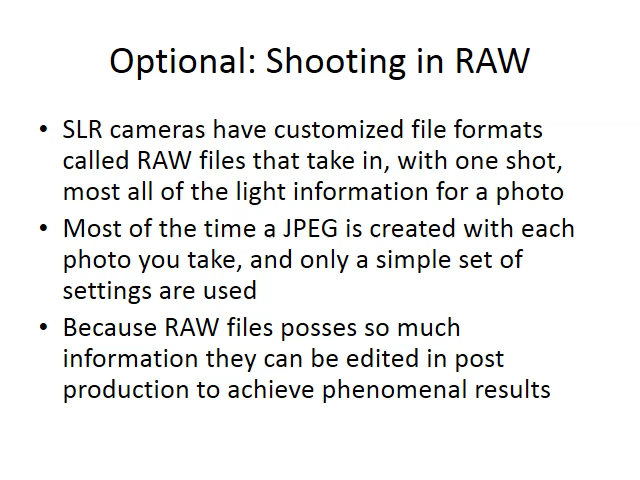 Optional: Shooting in RAW
• SLR cameras have customized file formats
called RAW files that take in, with one shot,
most all of the light information for a photo
• Most of the time a JPEG is created with each
photo you take, and only a simple set of
settings are used
• Because RAW files posses so much
information they can be edited in post
production to achieve phenomenal results